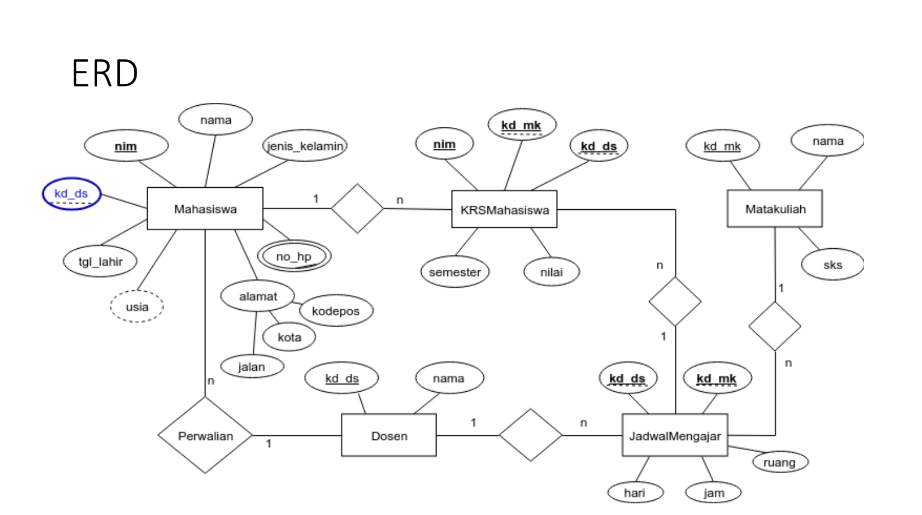 ERD
nama
nim
jenis_kelamin
kd_ds
Mahasiswa
tgl_lahir
usia
no_hp
alamat
kodepos
kota
jalan
1
n
nim
kd_mk
kd_ds
KRSMahasiswa
semester
nilai
kd_mk
nama
Matakuliah
sks
n
1
1
n
n
Perwalian
1
kd_ds
nama
Dosen
1
n
kd_ds
kd_mk
JadwalMengajar
ruang
hari
jam